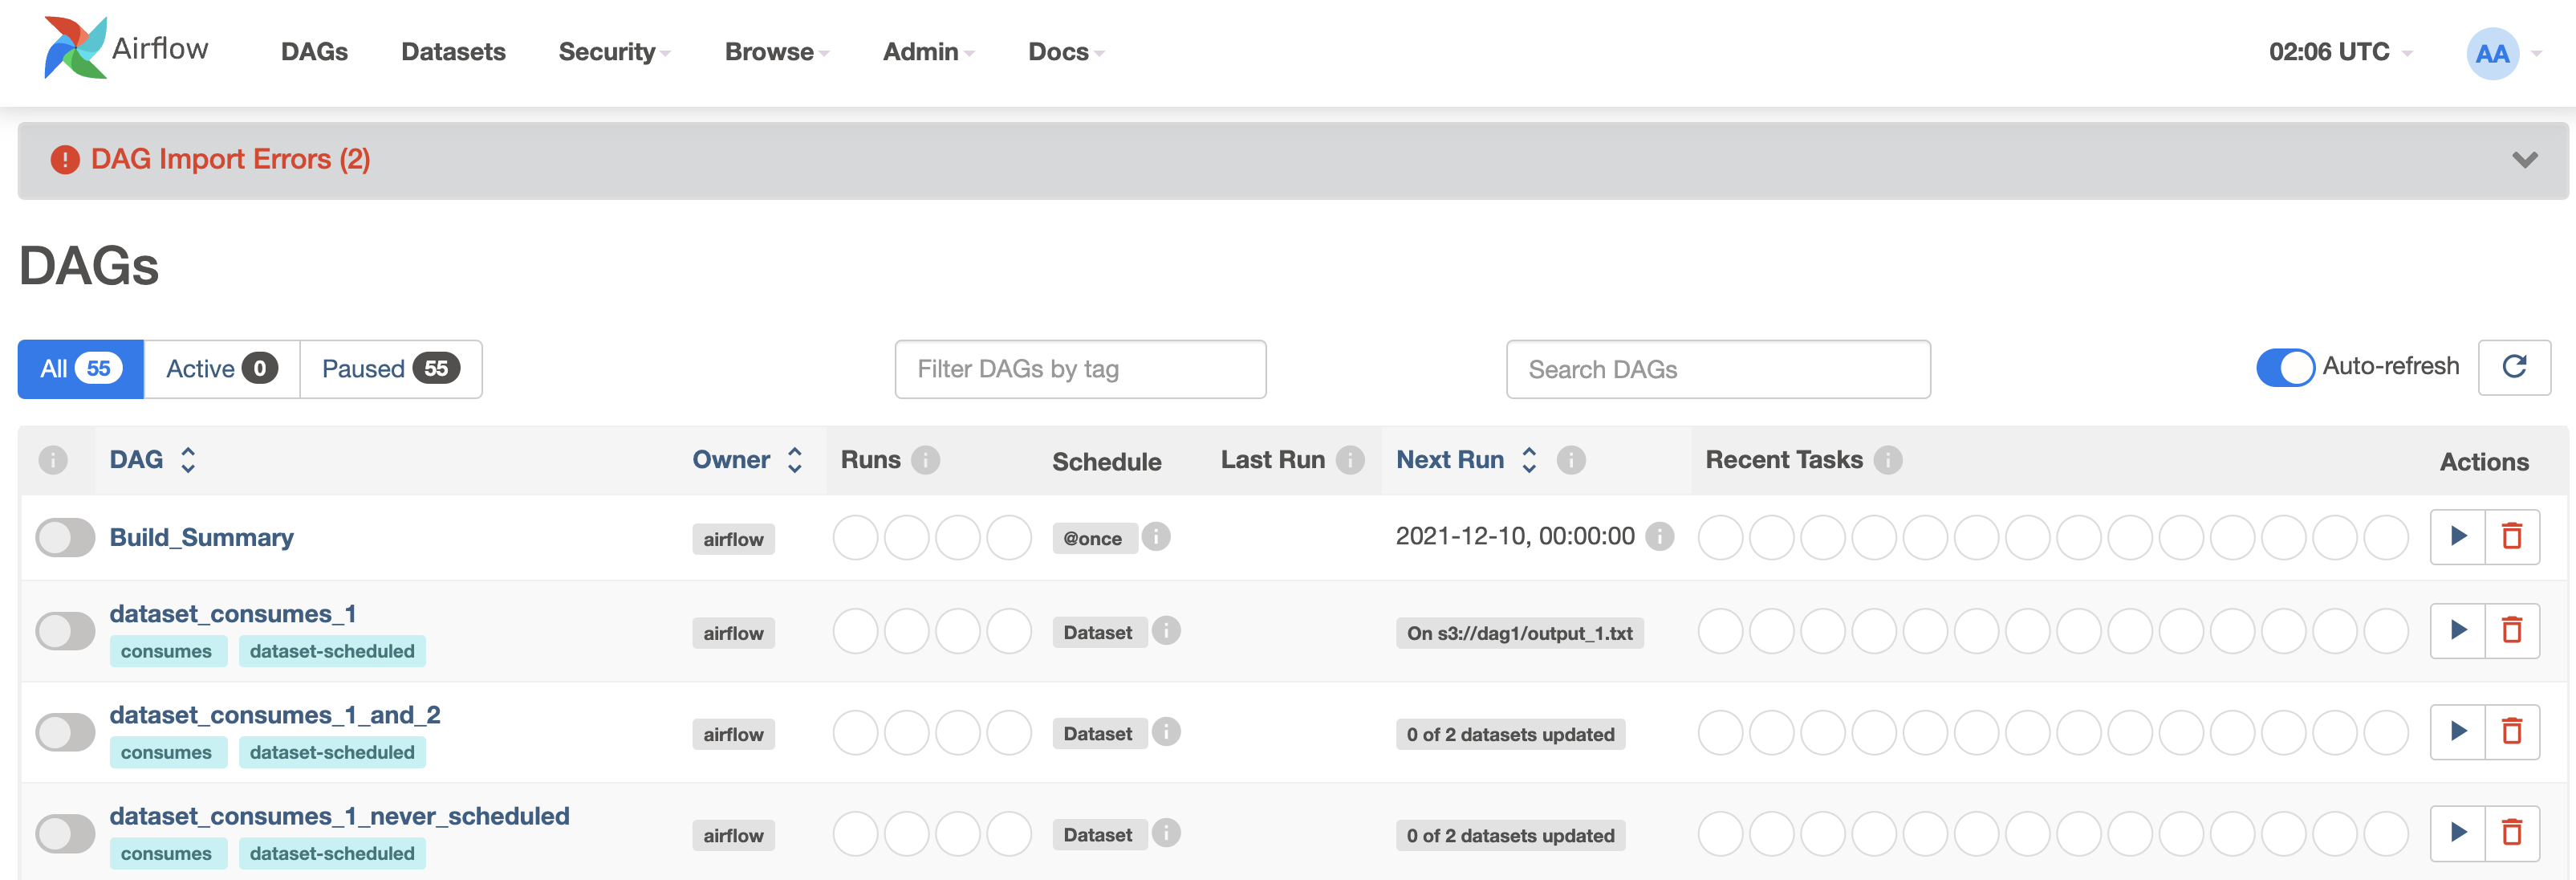 Airflow DAGs Datasets Security Browse Admin Docs 02:06 UTC AA
DAG Import Errors (2)
DAGs
All 55 Active 0 Paused 55 Filter DAGs by tag Search DAGs Auto-refresh
DAG Owner Runs Schedule Last Run Next Run Recent Tasks Actions
Build_Summary airflow @once 2021-12-10, 00:00:00
dataset_consumes_1
consumes dataset-scheduled airflow Dataset On s3://dag1/output_1.txt
dataset_consumes_1_and_2
consumes dataset-scheduled airflow Dataset 0 of 2 datasets updated
dataset_consumes_1_never_scheduled
consumes dataset-scheduled airflow Dataset 0 of 2 datasets updated